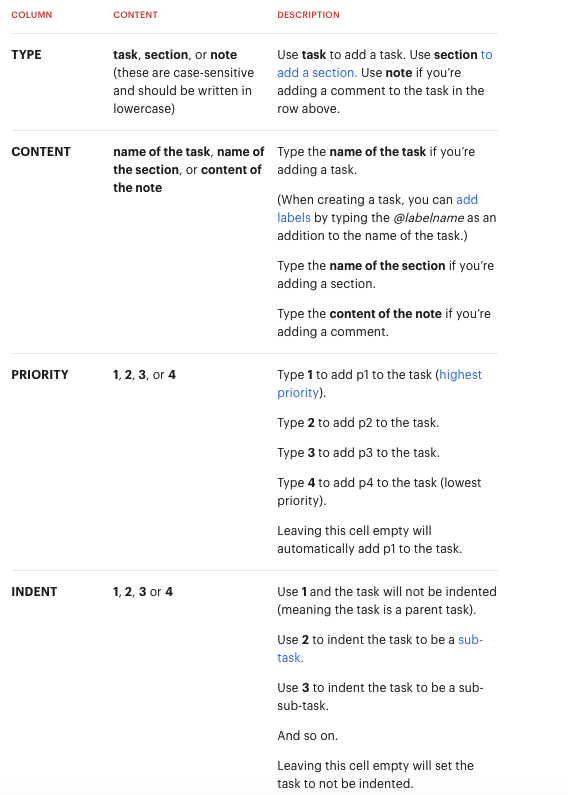 COLUMN CONTENT DESCRIPTION
TYPE task, section, or note Use task to add a task. Use section to
(these are case-sensitive add a section. Use note if you’re
and should be written in adding a comment to the task in the
lowercase) row above.
CONTENT name of the task, name of Type the name of the task if you’re
the section, or content of adding a task.
the note
(When creating a task, you can add
labels by typing the @labelname as an
addition to the name of the task.)
Type the name of the section if you’re
adding a section.
Type the content of the note if you’re
adding a comment.
PRIORITY 1, 2, 3, or 4 Type 1 to add p1 to the task (highest
priority).
Type 2 to add p2 to the task.
Type 3 to add p3 to the task.
Type 4 to add p4 to the task (lowest
priority).
Leaving this cell empty will
automatically add p1 to the task.
INDENT 1, 2, 3 or 4 Use 1 and the task will not be indented
(meaning the task is a parent task).
Use 2 to indent the task to be a sub-
task.
Use 3 to indent the task to be a sub-
sub-task.
And so on.
Leaving this cell empty will set the
task to not be indented.